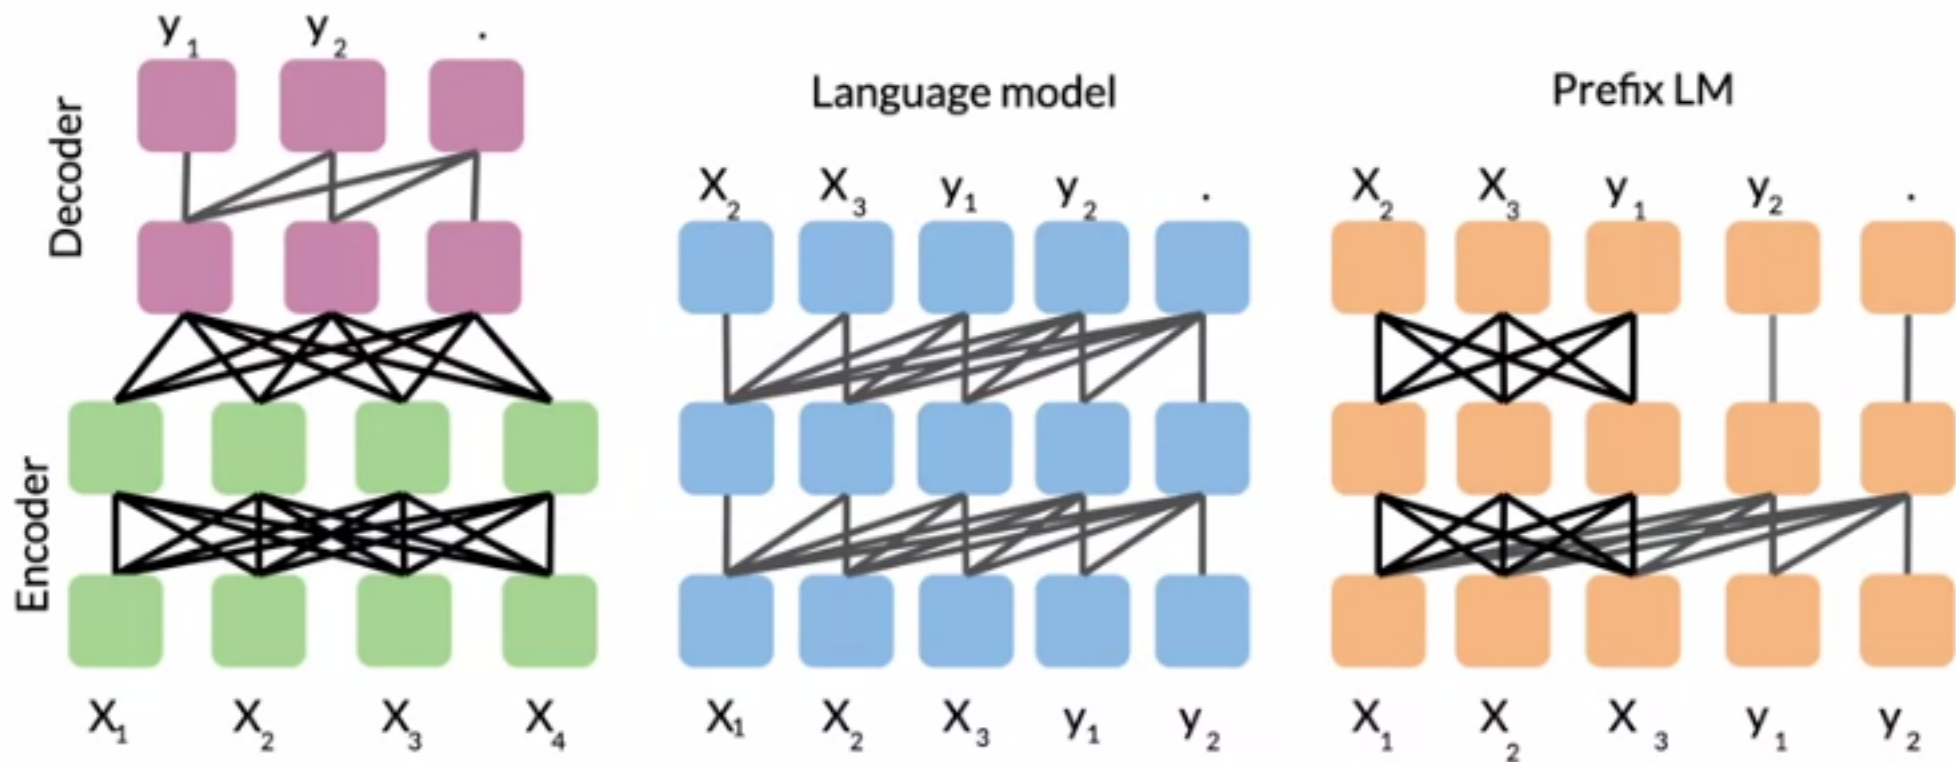 y1 y2 .
Decoder
Encoder
X1 X2 X3 X4
Language model
X2 X3 y1 y2 .
X1 X2 X3 y1 y2
Prefix LM
X2 X3 y1 y2 .
X1 X2 X3 y1 y2